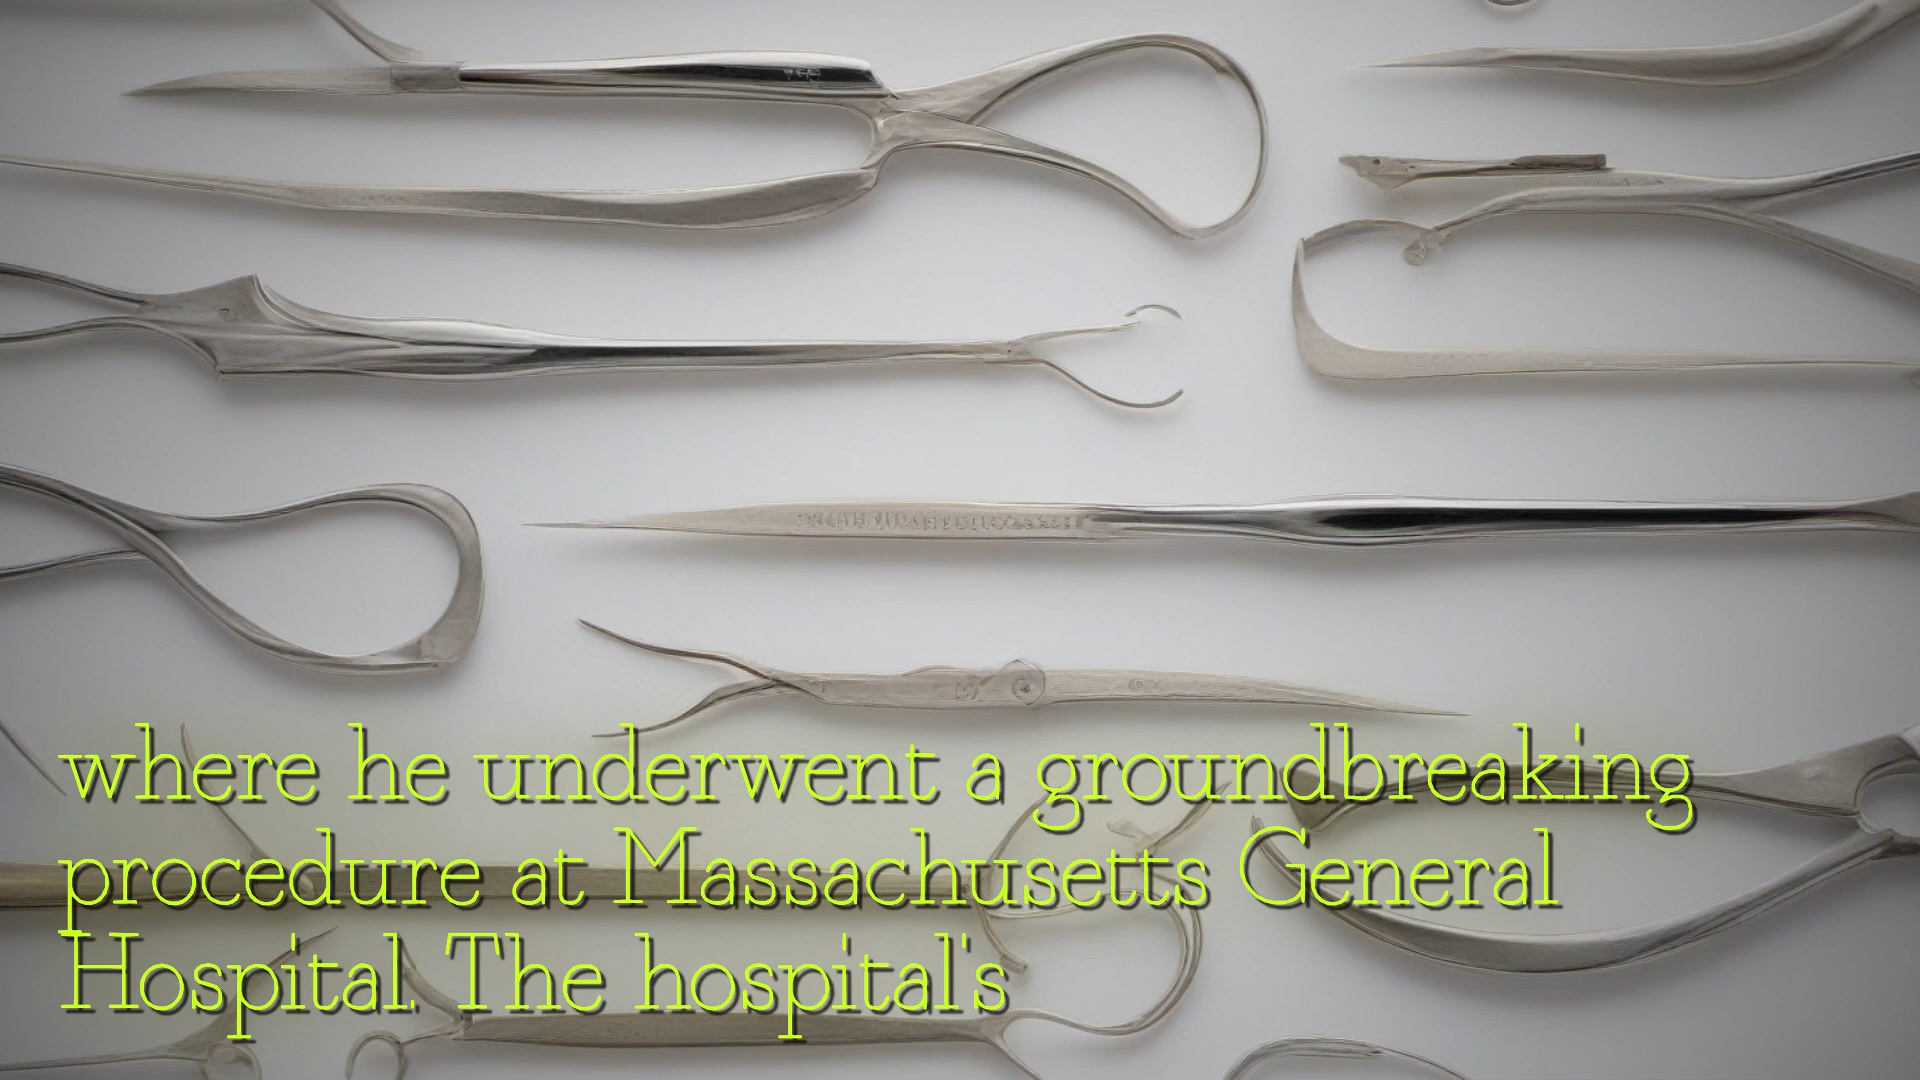 where he underwent a groundbreaking
procedure at Massachusetts General
Hospital. The hospital's